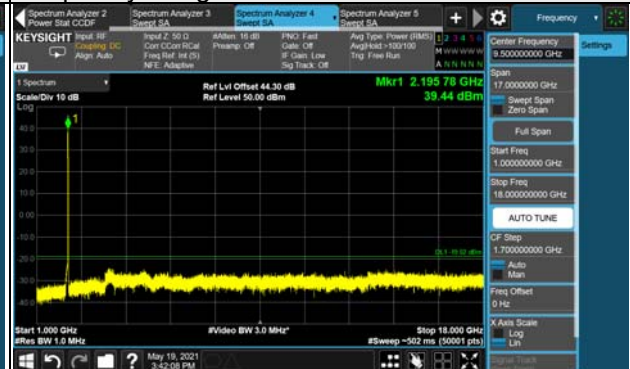 Spectrum Analyzer 2
Power Stat CCDF
Spectrum Analyzer 3
Swept SA
Spectrum Analyzer 4
Swept SA
Spectrum Analyzer 5
Swept SA
+
Frequency
KEYSIGHT
Input: RF
Coupling: DC
Align: Auto
Input Z: 50 Ω
Corr CCorr RCal
Freq Ref: Int (S)
NFE: Adaptive
#Atten: 16 dB
Preamp: Off
PNO: Fast
Gate: Off
IF Gain: Low
Sig Track: Off
Avg Type: Power (RMS)
Avg|Hold:>100/100
Trig: Free Run
1 2 3 4 5 6
M W W W W W
A N N N N N
LXI
Center Frequency
9.500000000 GHz
Settings
1 Spectrum
Scale/Div 10 dB
Log
Ref Lvl Offset 44.30 dB
Ref Level 50.00 dBm
Mkr1 2.195 78 GHz
39.44 dBm
Span
17.0000000 GHz
Swept Span
Zero Span
Full Span
Start Freq
1.000000000 GHz
Stop Freq
18.000000000 GHz
AUTO TUNE
CF Step
1.700000000 GHz
Auto
Man
Freq Offset
0 Hz
X Axis Scale
Log
Lin
Signal Track
1
40.0
30.0
20.0
10.0
0.00
-10.0
-20.0
-30.0
-40.0
Start 1.000 GHz
#Res BW 1.0 MHz
#Video BW 3.0 MHz*
Stop 18.000 GHz
#Sweep ~502 ms (50001 pts)
?
May 19, 2021
3:42:08 PM